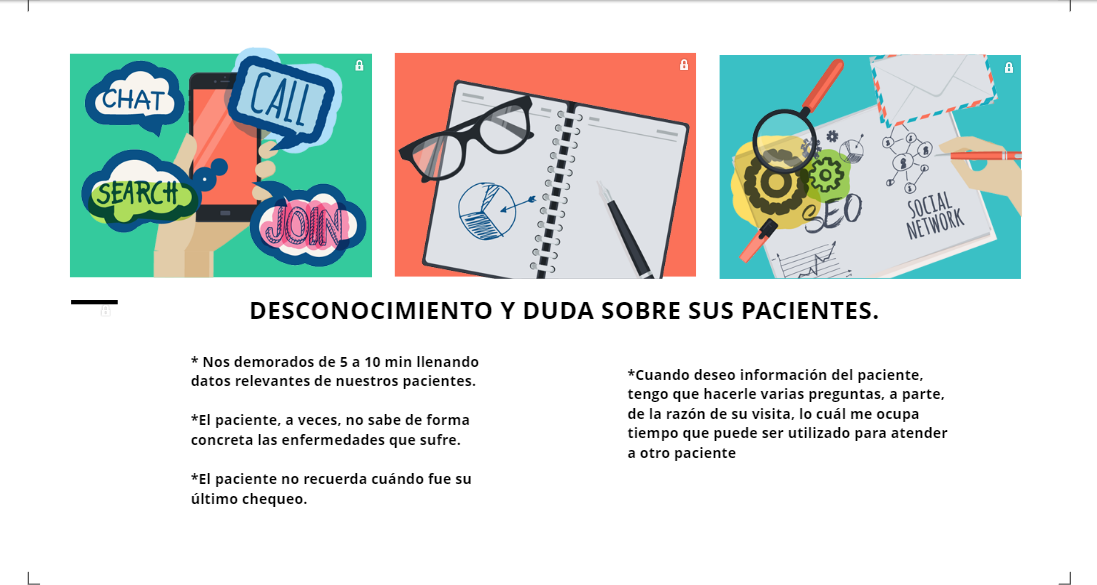 CHAT
CALL
SEARCH
JOIN
SEO
SOCIAL
NETWORK
DESCONOCIMIENTO Y DUDA SOBRE SUS PACIENTES.
* Nos demorados de 5 a 10 min llenando
datos relevantes de nuestros pacientes.
*El paciente, a veces, no sabe de forma
concreta las enfermedades que sufre.
*El paciente no recuerda cuándo fue su
último chequeo.
*Cuando deseo información del paciente,
tengo que hacerle varias preguntas, a parte,
de la razón de su visita, lo cuál me ocupa
tiempo que puede ser utilizado para atender
a otro paciente